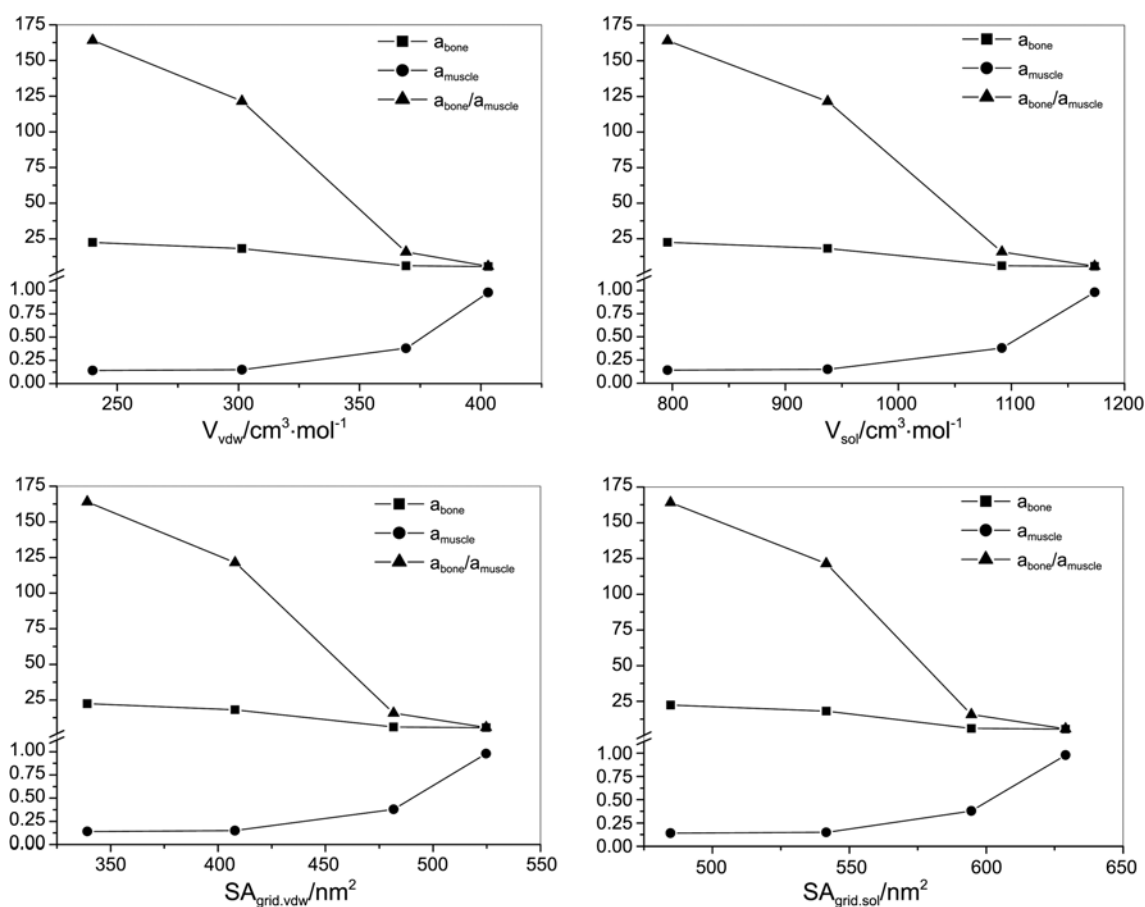 175
150
125
100
75
50
25
1.00
0.75
0.50
0.25
0.00
250 300 350 400
V_vdw/cm³·mol⁻¹
a_bone
a_muscle
a_bone/a_muscle
175
150
125
100
75
50
25
1.00
0.75
0.50
0.25
0.00
800 900 1000 1100 1200
V_sol/cm³·mol⁻¹
a_bone
a_muscle
a_bone/a_muscle
175
150
125
100
75
50
25
1.00
0.75
0.50
0.25
0.00
350 400 450 500 550
SA_grid.vdw/nm²
a_bone
a_muscle
a_bone/a_muscle
175
150
125
100
75
50
25
1.00
0.75
0.50
0.25
0.00
500 550 600 650
SA_grid.sol/nm²
a_bone
a_muscle
a_bone/a_muscle